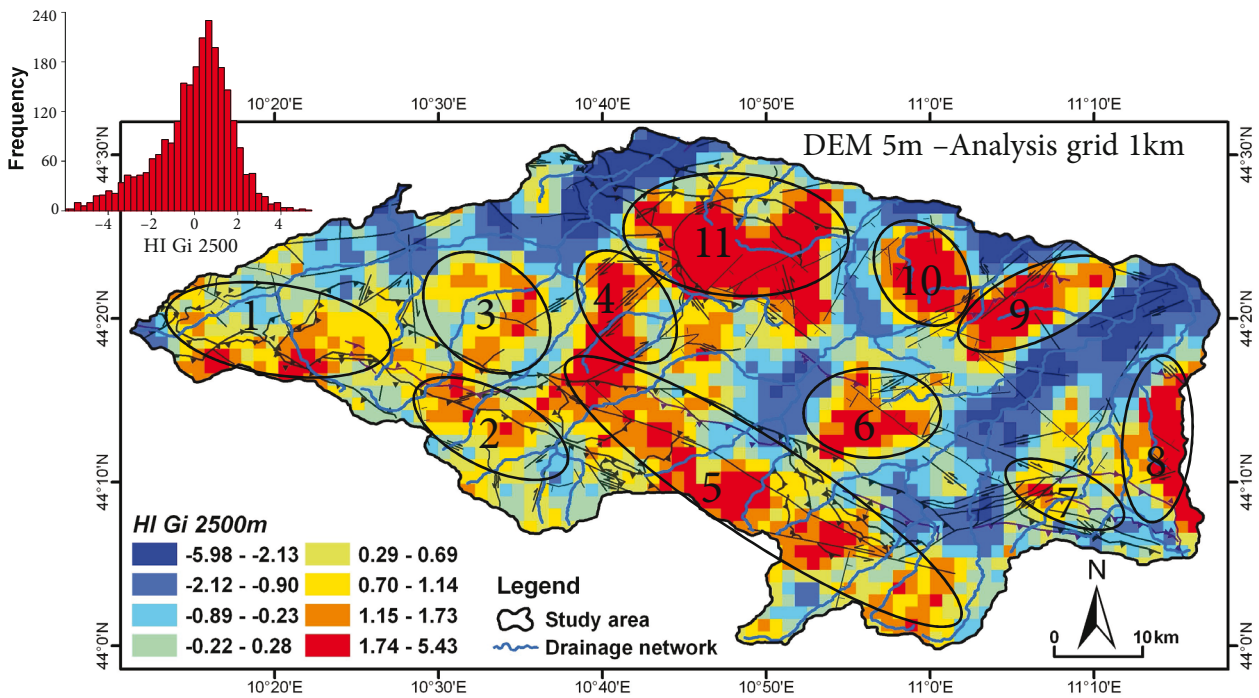 240
180
120
60
0
Frequency
−4 −2 0 2 4
HI Gi 2500
10°20'E 10°30'E 10°40'E 10°50'E 11°0'E 11°10'E
DEM 5m –Analysis grid 1km
44°30'N 44°30'N
44°20'N 44°20'N
44°10'N 44°10'N
44°0'N 44°0'N
11
10
4
1
3
9
2
6
8
5
7
HI Gi 2500m
-5.98 - -2.13 0.29 - 0.69
-2.12 - -0.90 0.70 - 1.14
-0.89 - -0.23 1.15 - 1.73
-0.22 - 0.28 1.74 - 5.43
Legend
Study area
Drainage network
N
0 10 km
10°20'E 10°30'E 10°40'E 10°50'E 11°0'E 11°10'E